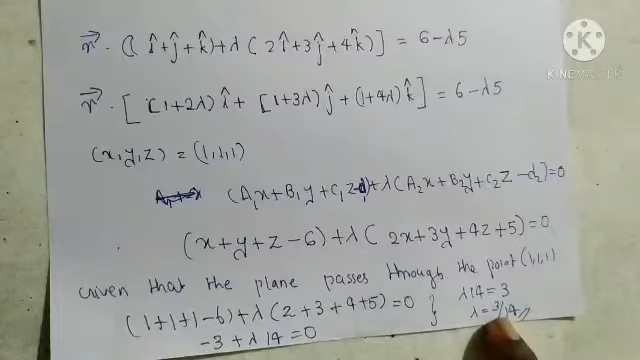 r⃗ . (( î + ĵ + k̂) + λ ( 2î + 3ĵ + 4k̂ )] = 6 - λ5
KINEMASTER
r⃗ . [ (1+2λ) î + [1+3λ) ĵ + (1+4λ) k̂ ] = 6 - λ5
(x,y,z) = (1,1,1)
(A₁x + B₁y + C₁z - d₁) + λ (A₂x + B₂y + C₂z - d₂) = 0
(x + y + z - 6) + λ ( 2x + 3y + 4z + 5) = 0
Given that the plane passes through the point (1,1,1)
(1+1+1-6) + λ (2+3+4+5) = 0 } λ14 = 3
-3 + λ14 = 0 λ = 3/14